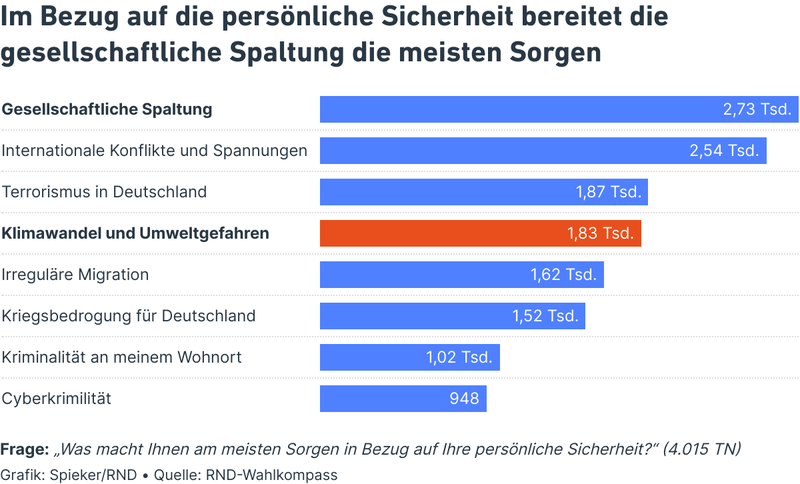 Im Bezug auf die persönliche Sicherheit bereitet die
gesellschaftliche Spaltung die meisten Sorgen
Gesellschaftliche Spaltung 2,73 Tsd.
Internationale Konflikte und Spannungen 2,54 Tsd.
Terrorismus in Deutschland 1,87 Tsd.
Klimawandel und Umweltgefahren 1,83 Tsd.
Irreguläre Migration 1,62 Tsd.
Kriegsbedrogung für Deutschland 1,52 Tsd.
Kriminalität an meinem Wohnort 1,02 Tsd.
Cyberkrimilität 948
Frage: „Was macht Ihnen am meisten Sorgen in Bezug auf Ihre persönliche Sicherheit?“ (4.015 TN)
Grafik: Spieker/RND • Quelle: RND-Wahlkompass